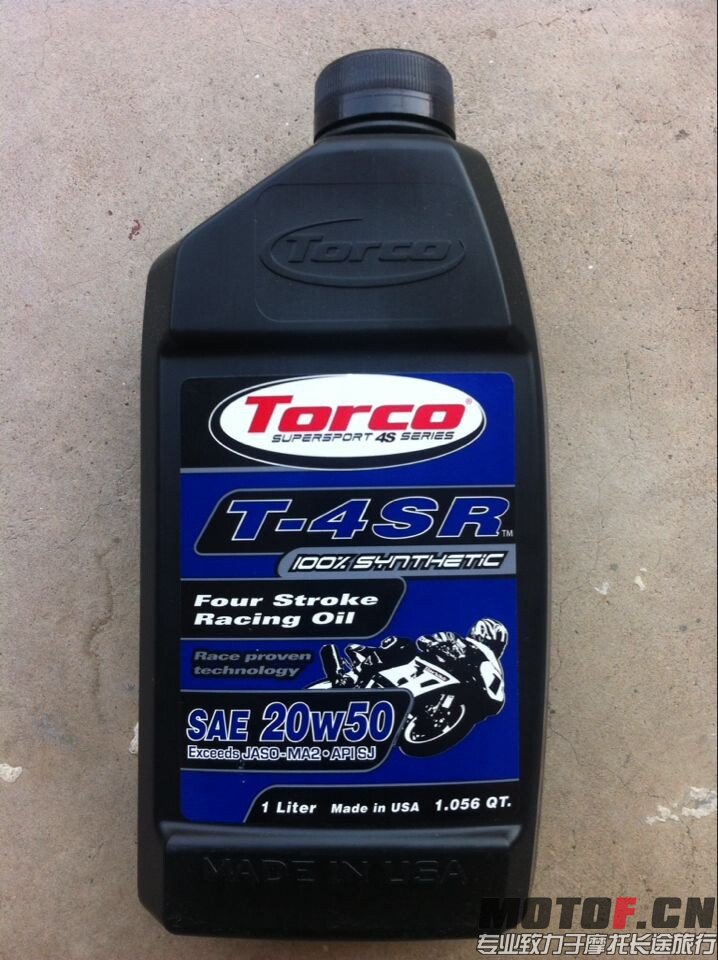 Torco
Torco®
SUPERSPORT 4S SERIES
T-4SR™
100% SYNTHETIC
Four Stroke
Racing Oil
Race proven
technology
SAE 20w50
Exceeds JASO-MA2 • API SJ
1 Liter Made in USA 1.056 QT.
MADE IN USA
MOTOF.CN
专业致力于摩托长途旅行